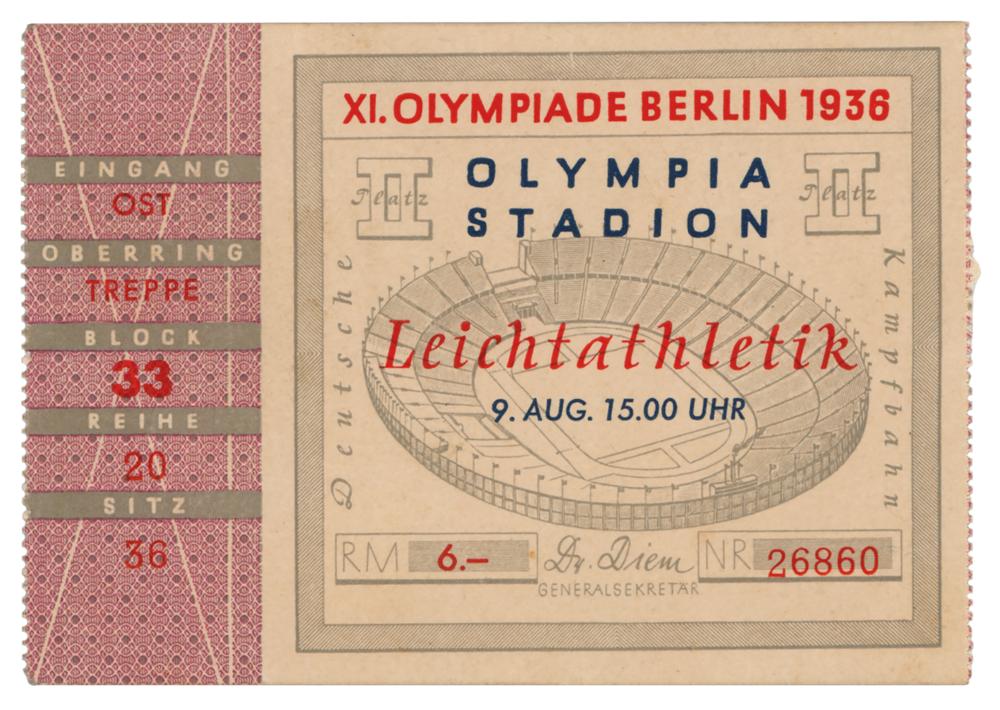 EINGANG
OST
OBERRING
TREPPE
BLOCK
33
REIHE
20
SITZ
36
XI. OLYMPIADE BERLIN 1936
II
Platz
OLYMPIA
STADION
II
Platz
Deutsche
Kampfbahn
Leichtathletik
9. AUG. 15.00 UHR
RM 6.–
Dr. Diem
GENERALSEKRETÄR
NR 26860